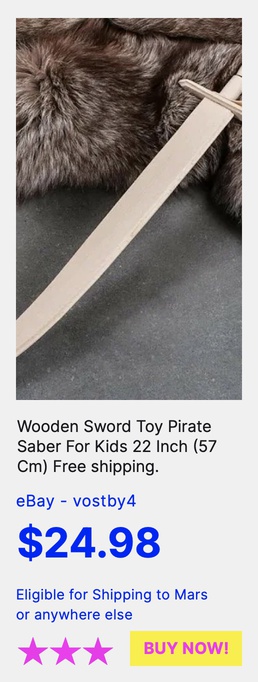 Wooden Sword Toy Pirate
Saber For Kids 22 Inch (57
Cm) Free shipping.
eBay - vostby4
$24.98
Eligible for Shipping to Mars
or anywhere else
BUY NOW!